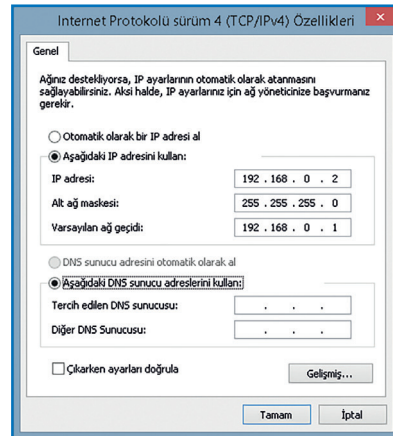 Internet Protokolü sürüm 4 (TCP/IPv4) Özellikleri
Genel
Ağınız destekliyorsa, IP ayarlarının otomatik olarak atanmasını
sağlayabilirsiniz. Aksi halde, IP ayarlarınız için ağ yöneticinize başvurmanız
gerekir.
Otomatik olarak bir IP adresi al
Aşağıdaki IP adresini kullan:
IP adresi: 192 . 168 . 0 . 2
Alt ağ maskesi: 255 . 255 . 255 . 0
Varsayılan ağ geçidi: 192 . 168 . 0 . 1
DNS sunucu adresini otomatik olarak al
Aşağıdaki DNS sunucu adreslerini kullan:
Tercih edilen DNS sunucusu: . . .
Diğer DNS Sunucusu: . . .
Çıkarken ayarları doğrula
Gelişmiş...
Tamam İptal